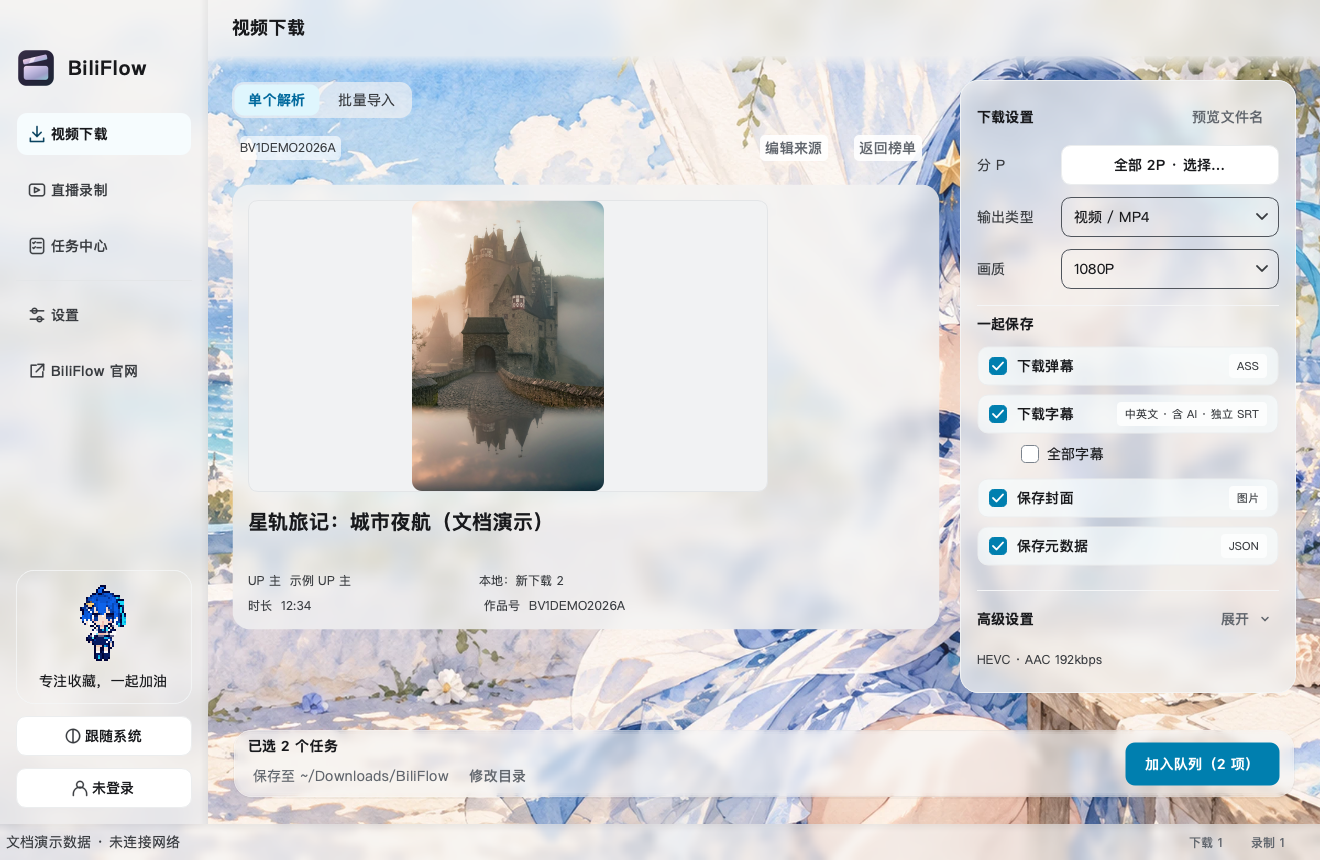 BiliFlow
视频下载
直播录制
任务中心
设置
BiliFlow 官网
专注收藏，一起加油
跟随系统
未登录
视频下载
单个解析
批量导入
BV1DEMO2026A
编辑来源
返回榜单
星轨旅记：城市夜航（文档演示）
UP 主 示例 UP 主
本地：新下载 2
时长 12:34
作品号 BV1DEMO2026A
下载设置
预览文件名
分 P
全部 2P · 选择...
输出类型
视频 / MP4
画质
1080P
一起保存
下载弹幕
ASS
下载字幕
中英文 · 含 AI · 独立 SRT
全部字幕
保存封面
图片
保存元数据
JSON
高级设置
展开
HEVC · AAC 192kbps
已选 2 个任务
保存至 ~/Downloads/BiliFlow
修改目录
加入队列（2 项）
文档演示数据 · 未连接网络
下载 1
录制 1